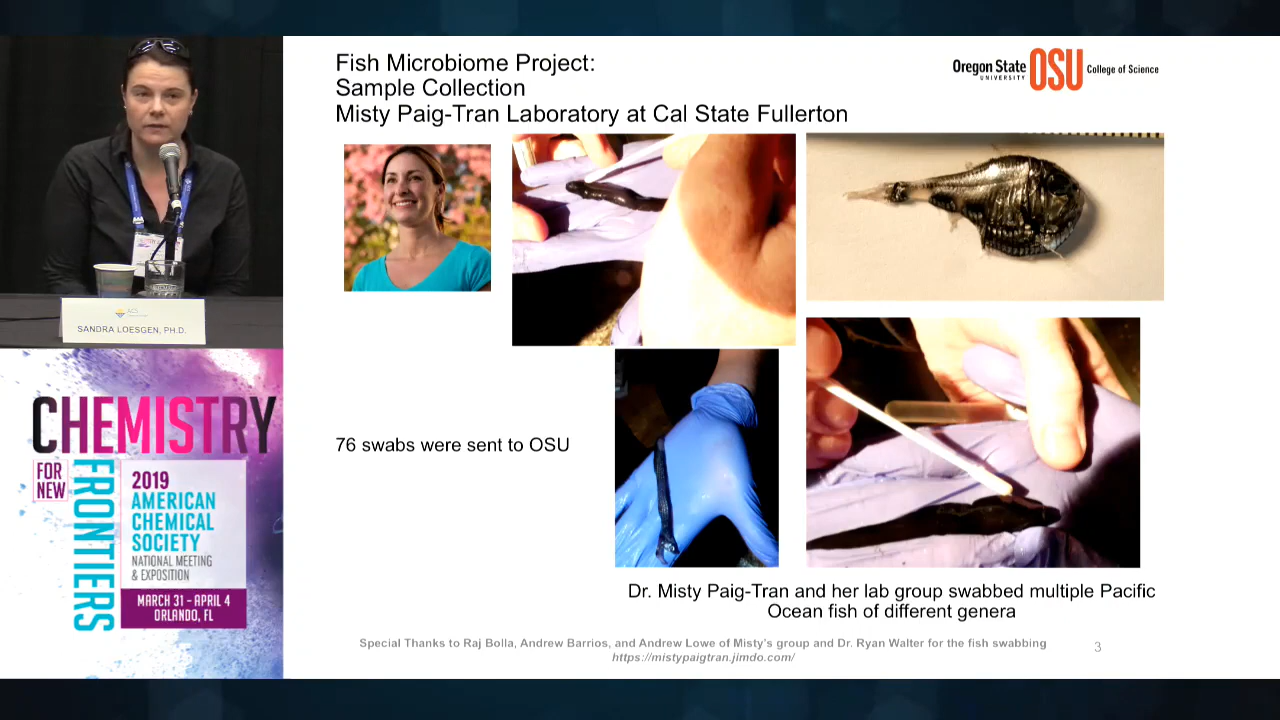 Fish Microbiome Project:
Sample Collection
Misty Paig-Tran Laboratory at Cal State Fullerton
Oregon State
UNIVERSITY
OSU
College of Science
SANDRA LOESGEN, PH.D.
CHEMISTRY
FOR
NEW
FRONTIERS
2019
AMERICAN
CHEMICAL
SOCIETY
NATIONAL MEETING
& EXPOSITION
MARCH 31 – APRIL 4
ORLANDO, FL
76 swabs were sent to OSU
Dr. Misty Paig-Tran and her lab group swabbed multiple Pacific
Ocean fish of different genera
Special Thanks to Raj Bolla, Andrew Barrios, and Andrew Lowe of Misty's group and Dr. Ryan Walter for the fish swabbing
https://mistypaigtran.jimdo.com/
3